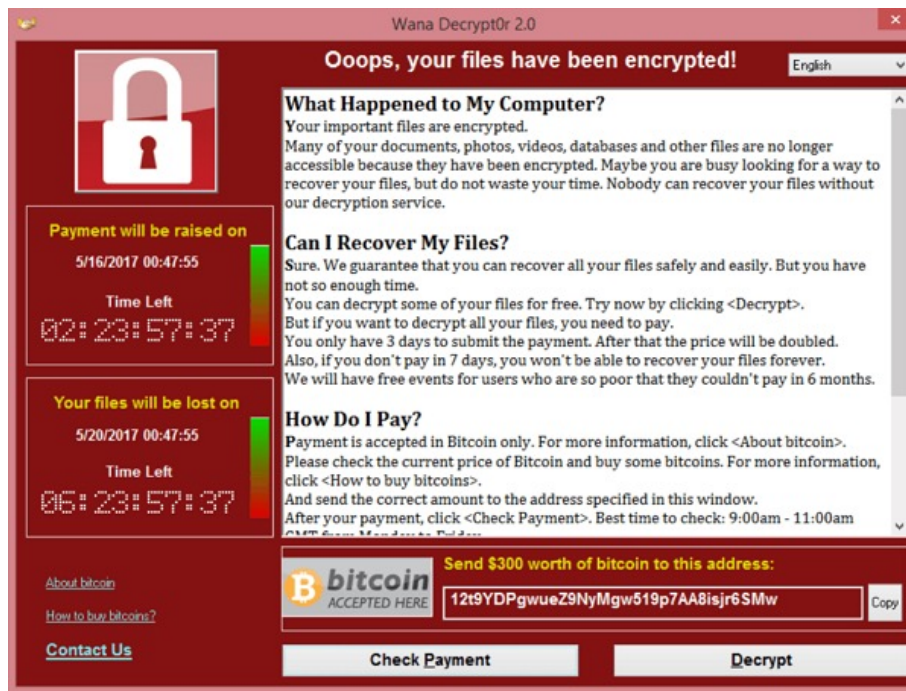 Wana Decrypt0r 2.0
Ooops, your files have been encrypted!
English
What Happened to My Computer?
Your important files are encrypted.
Many of your documents, photos, videos, databases and other files are no longer
accessible because they have been encrypted. Maybe you are busy looking for a way to
recover your files, but do not waste your time. Nobody can recover your files without
our decryption service.
Can I Recover My Files?
Sure. We guarantee that you can recover all your files safely and easily. But you have
not so enough time.
You can decrypt some of your files for free. Try now by clicking <Decrypt>.
But if you want to decrypt all your files, you need to pay.
You only have 3 days to submit the payment. After that the price will be doubled.
Also, if you don't pay in 7 days, you won't be able to recover your files forever.
We will have free events for users who are so poor that they couldn't pay in 6 months.
How Do I Pay?
Payment is accepted in Bitcoin only. For more information, click <About bitcoin>.
Please check the current price of Bitcoin and buy some bitcoins. For more information,
click <How to buy bitcoins>.
And send the correct amount to the address specified in this window.
After your payment, click <Check Payment>. Best time to check: 9:00am - 11:00am
GMT from Monday to Friday.
Payment will be raised on
5/16/2017 00:47:55
Time Left
02:23:57:37
Your files will be lost on
5/20/2017 00:47:55
Time Left
06:23:57:37
About bitcoin
How to buy bitcoins?
Contact Us
bitcoin
ACCEPTED HERE
Send $300 worth of bitcoin to this address:
12t9YDPgwueZ9NyMgw519p7AA8isjr6SMw
Copy
Check Payment
Decrypt